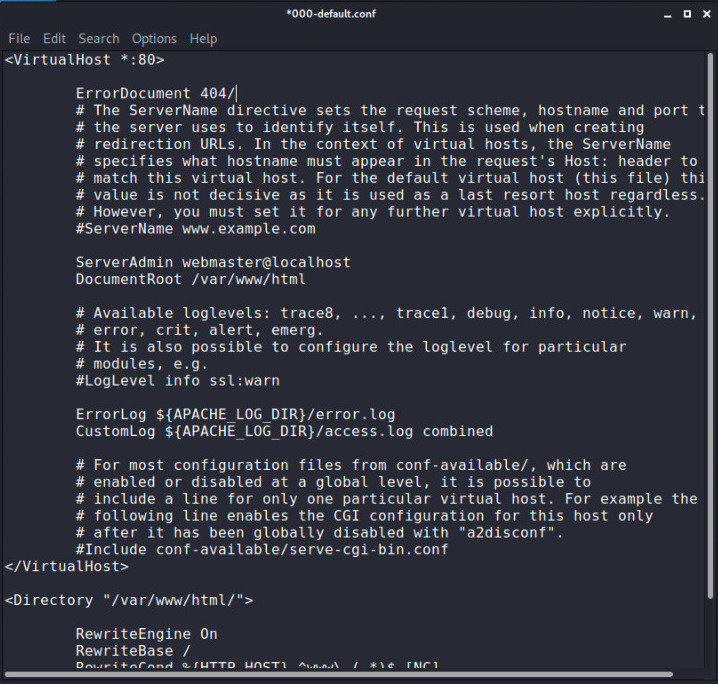 *000-default.conf
File Edit Search Options Help
<VirtualHost *:80>
ErrorDocument 404/
# The ServerName directive sets the request scheme, hostname and port t
# the server uses to identify itself. This is used when creating
# redirection URLs. In the context of virtual hosts, the ServerName
# specifies what hostname must appear in the request's Host: header to
# match this virtual host. For the default virtual host (this file) thi
# value is not decisive as it is used as a last resort host regardless.
# However, you must set it for any further virtual host explicitly.
#ServerName www.example.com
ServerAdmin webmaster@localhost
DocumentRoot /var/www/html
# Available loglevels: trace8, ..., trace1, debug, info, notice, warn,
# error, crit, alert, emerg.
# It is also possible to configure the loglevel for particular
# modules, e.g.
#LogLevel info ssl:warn
ErrorLog ${APACHE_LOG_DIR}/error.log
CustomLog ${APACHE_LOG_DIR}/access.log combined
# For most configuration files from conf-available/, which are
# enabled or disabled at a global level, it is possible to
# include a line for only one particular virtual host. For example the
# following line enables the CGI configuration for this host only
# after it has been globally disabled with "a2disconf".
#Include conf-available/serve-cgi-bin.conf
</VirtualHost>
<Directory "/var/www/html/">
RewriteEngine On
RewriteBase /
RewriteCond %{HTTP_HOST} ^www\.(.*)$ [NC]